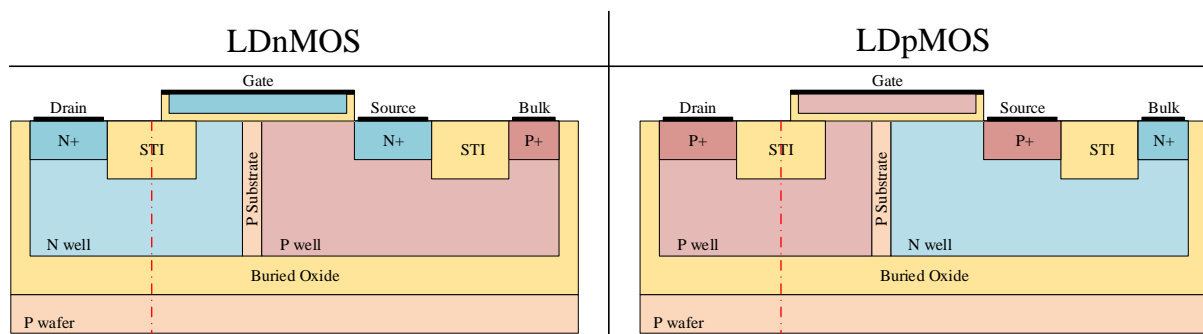 LDnMOS
Gate
Drain
Source
Bulk
N+
STI
N+
STI
P+
P Substrate
N well
P well
Buried Oxide
P wafer
LDpMOS
Gate
Drain
Source
Bulk
P+
STI
P+
STI
N+
P Substrate
P well
N well
Buried Oxide
P wafer